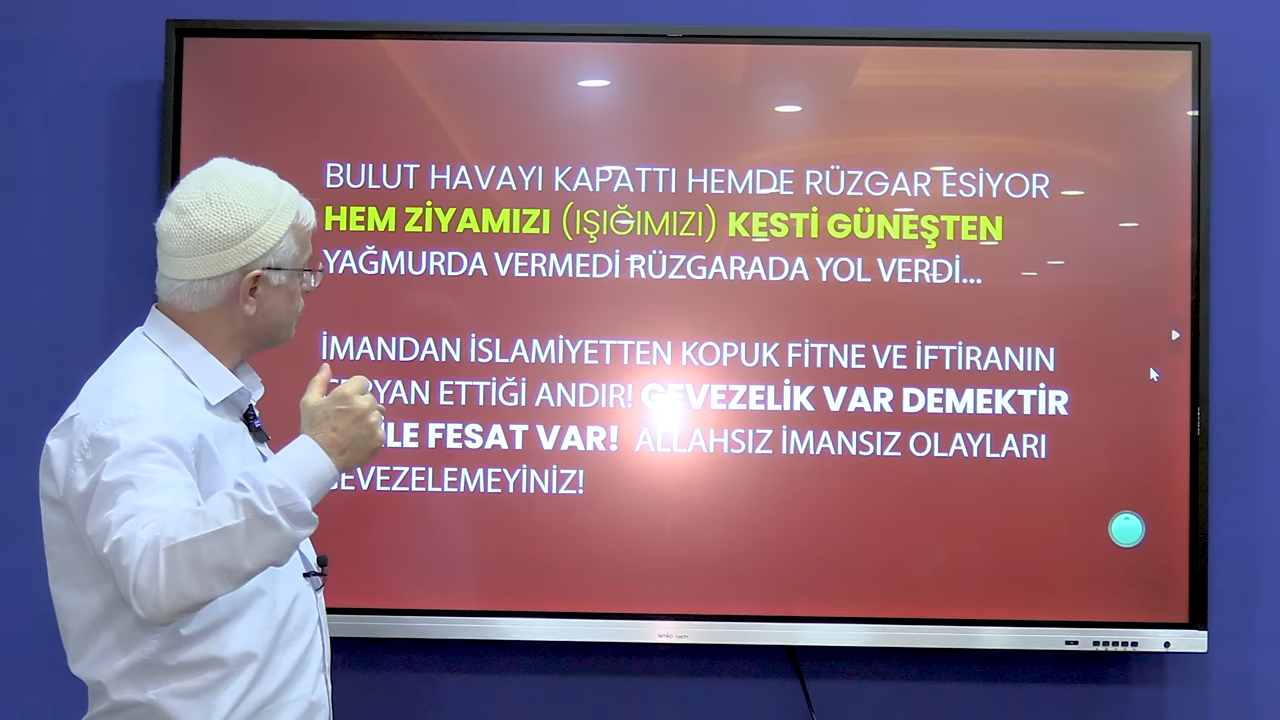 BULUT HAVAYI KAPATTI HEMDE RÜZGAR ESİYOR
HEM ZİYAMIZI (IŞIĞIMIZI) KESTİ GÜNEŞTEN
YAĞMURDA VERMEDİ RÜZGARADA YOL VERDİ...
İMANDAN İSLAMİYETTEN KOPUK FİTNE VE İFTİRANIN
ETTİĞİ ANDIR! GEVEZELİK VAR DEMEKTİR
FESAT VAR! ALLAHSIZ İMANSIZ OLAYLARI
GEVEZELEMEYİNİZ!